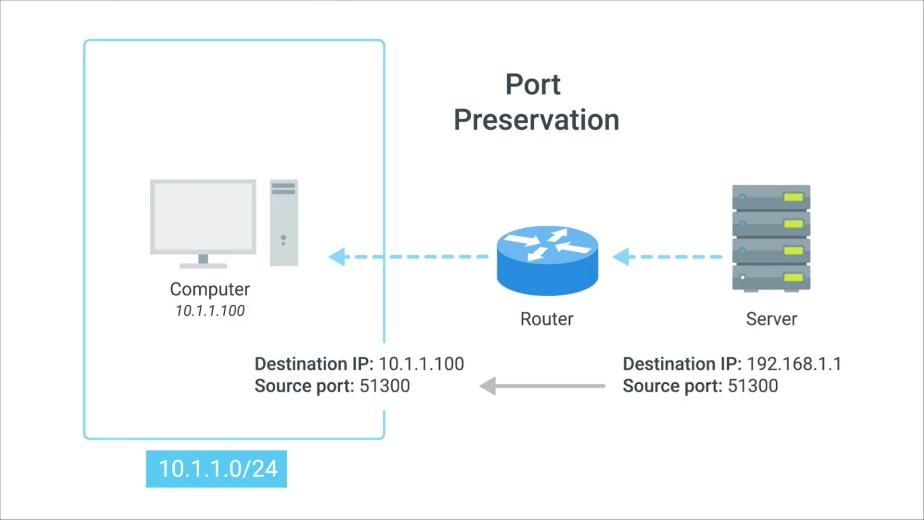 Port
Preservation
Computer
10.1.1.100
Router
Server
Destination IP: 10.1.1.100
Source port: 51300
Destination IP: 192.168.1.1
Source port: 51300
10.1.1.0/24